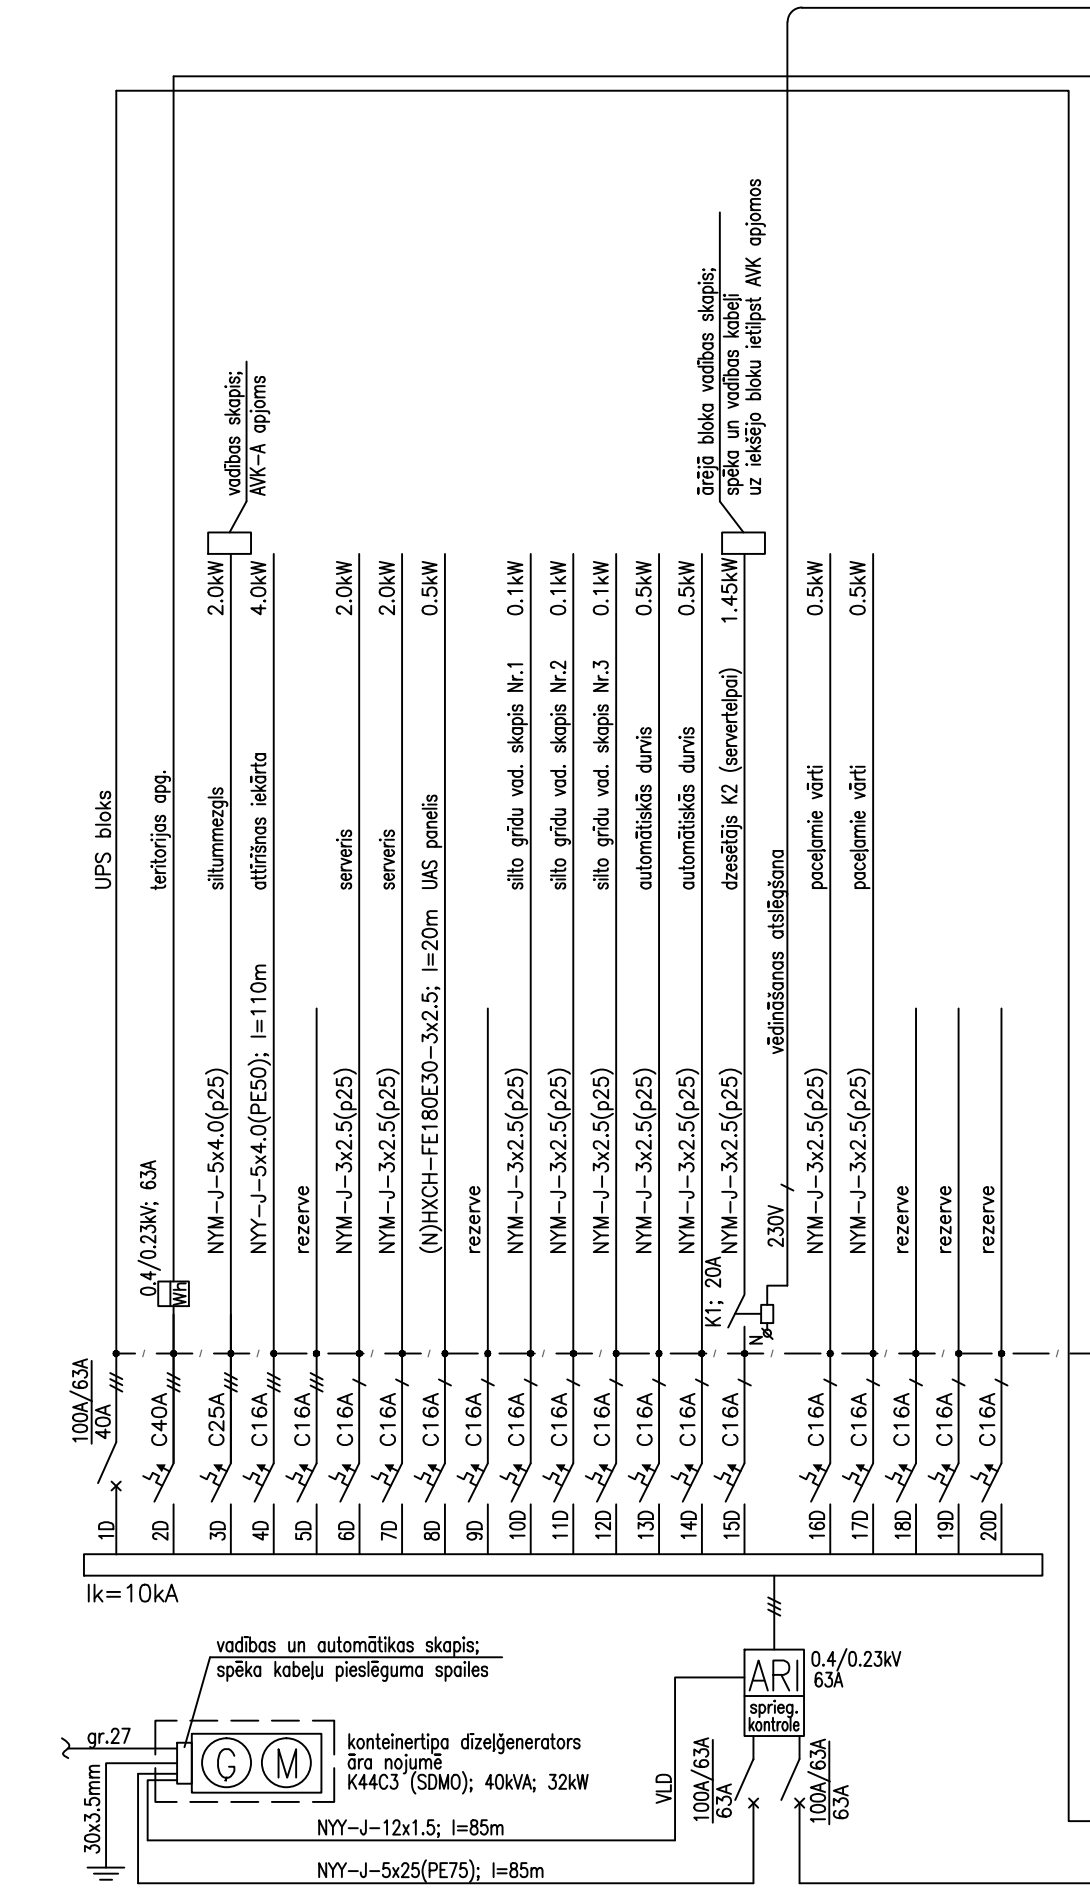 UPS bloks
100A/63A
40A
1D
teritorijas apg.
0.4/0.23kV; 63A
Wh
C40A
2D
vadības skapis;
AVK-A apjoms
2.0kW
siltummezgls
NYM-J-5x4.0(p25)
C25A
3D
4.0kW
attīrīšnas iekārta
NYY-J-5x4.0(PE50); l=110m
C16A
4D
rezerve
C16A
5D
2.0kW
serveris
NYM-J-3x2.5(p25)
C16A
6D
2.0kW
serveris
NYM-J-3x2.5(p25)
C16A
7D
0.5kW
UAS panelis
(N)HXCH-FE180E30-3x2.5; l=20m
C16A
8D
rezerve
C16A
9D
0.1kW
silto grīdu vad. skapis Nr.1
NYM-J-3x2.5(p25)
C16A
10D
0.1kW
silto grīdu vad. skapis Nr.2
NYM-J-3x2.5(p25)
C16A
11D
0.1kW
silto grīdu vad. skapis Nr.3
NYM-J-3x2.5(p25)
C16A
12D
0.5kW
automātiskās durvis
NYM-J-3x2.5(p25)
C16A
13D
0.5kW
automātiskās durvis
NYM-J-3x2.5(p25)
C16A
14D
ārējā bloka vadības skapis;
spēka un vadības kabeļi
uz iekšējo bloku ietilpst AVK apjomos
1.45kW
dzesētājs K2 (servertelpai)
NYM-J-3x2.5(p25)
K1; 20A
C16A
15D
vēdināšanas atslēgšana
230V
N
0.5kW
paceļamie vārti
NYM-J-3x2.5(p25)
C16A
16D
0.5kW
paceļamie vārti
NYM-J-3x2.5(p25)
C16A
17D
rezerve
C16A
18D
rezerve
C16A
19D
rezerve
C16A
20D
Ik=10kA
vadības un automātikas skapis;
spēka kabeļu pieslēguma spailes
gr.27
Ģ
M
konteinertipa dīzeļģenerators
āra nojumē
K44C3 (SDMO); 40kVA; 32kW
30x3.5mm
NYY-J-12x1.5; l=85m
NYY-J-5x25(PE75); l=85m
VLD
ARI
sprieg.
kontrole
0.4/0.23kV
63A
100A/63A
63A
100A/63A
63A